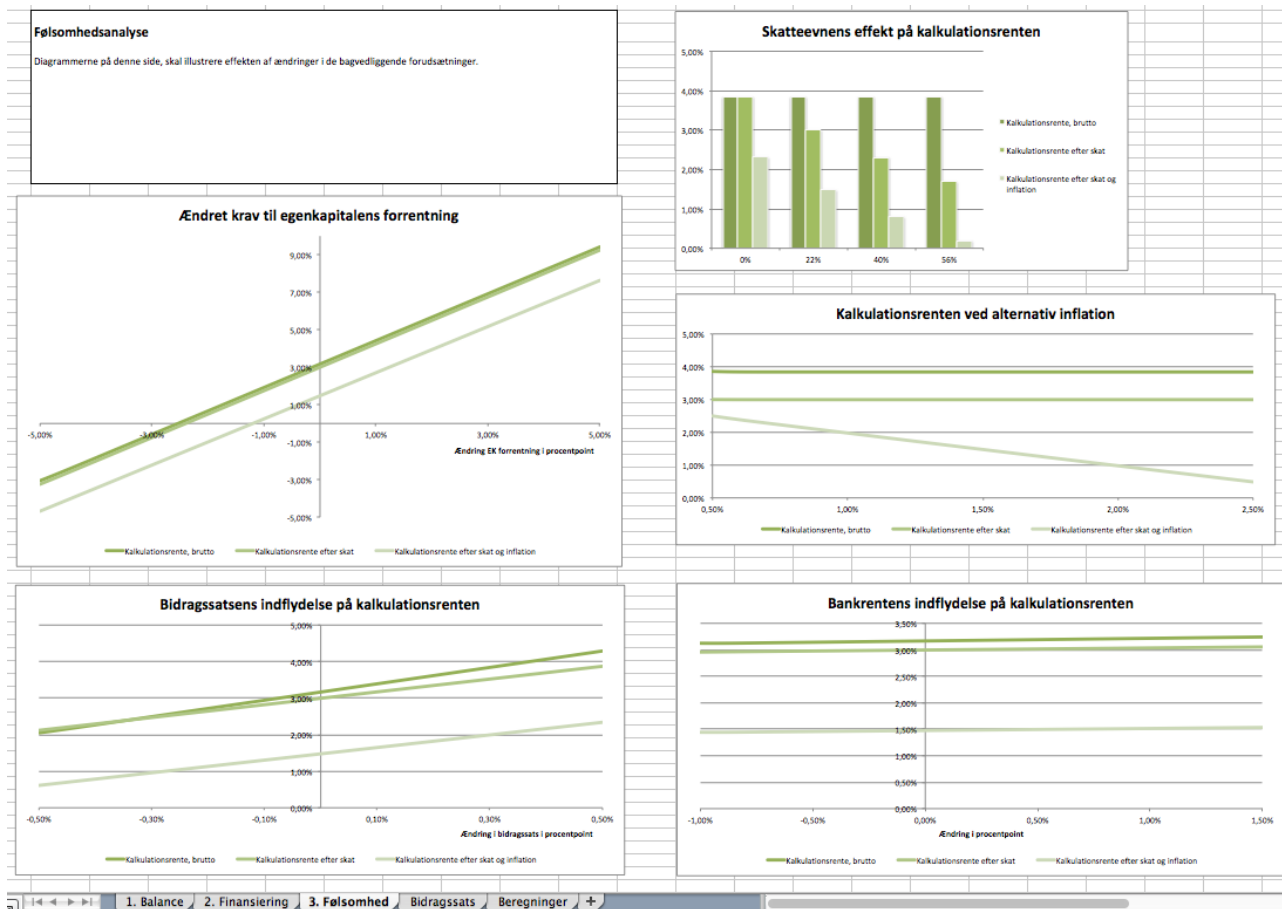 Følsomhedsanalyse
Diagrammerne på denne side, skal illustrere effekten af ændringer i de bagvedliggende forudsætninger.
Skatteevnens effekt på kalkulationsrenten
5,00%
4,00%
3,00%
2,00%
1,00%
0,00%
0% 22% 40% 56%
Kalkulationsrente, brutto
Kalkulationsrente efter skat
Kalkulationsrente efter skat og
inflation
Ændret krav til egenkapitalens forrentning
9,00%
7,00%
5,00%
3,00%
1,00%
-5,00% -3,00% -1,00% 1,00% 3,00% 5,00%
-1,00%
Ændring EK forrentning i procentpoint
-3,00%
-5,00%
Kalkulationsrente, brutto Kalkulationsrente efter skat Kalkulationsrente efter skat og inflation
Kalkulationsrenten ved alternativ inflation
5,00%
4,00%
3,00%
2,00%
1,00%
0,00%
0,50% 1,00% 1,50% 2,00% 2,50%
Kalkulationsrente, brutto Kalkulationsrente efter skat Kalkulationsrente efter skat og inflation
Bidragssatsens indflydelse på kalkulationsrenten
5,00%
4,00%
3,00%
2,00%
1,00%
0,00%
-0,50% -0,30% -0,10% 0,10% 0,30% 0,50%
Ændring i bidragssats i procentpoint
Kalkulationsrente, brutto Kalkulationsrente efter skat Kalkulationsrente efter skat og inflation
Bankrentens indflydelse på kalkulationsrenten
3,50%
3,00%
2,50%
2,00%
1,50%
1,00%
0,50%
0,00%
-1,00% -0,50% 0,00% 0,50% 1,00% 1,50%
Ændring i procentpoint
Kalkulationsrente, brutto Kalkulationsrente efter skat Kalkulationsrente efter skat og inflation
1. Balance 2. Finansiering 3. Følsomhed Bidragssats Beregninger +